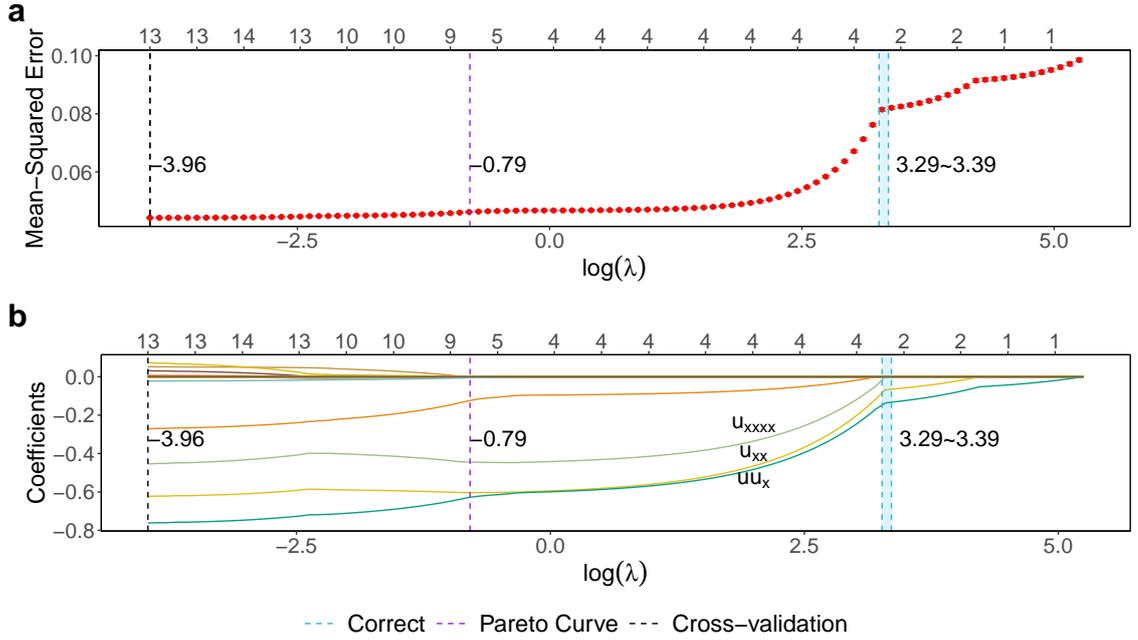 a
13 13 14 13 10 10 9 5 4 4 4 4 4 4 4 2 2 1 1
Mean−Squared Error
0.10
0.08
0.06
−3.96
−0.79
3.29~3.39
−2.5 0.0 2.5 5.0
log(λ)
b
13 13 14 13 10 10 9 5 4 4 4 4 4 4 4 2 2 1 1
Coefficients
0.0
−0.2
−0.4
−0.6
−0.8
−3.96
−0.79
uxxxx
uxx
uux
3.29~3.39
−2.5 0.0 2.5 5.0
log(λ)
Correct Pareto Curve Cross−validation